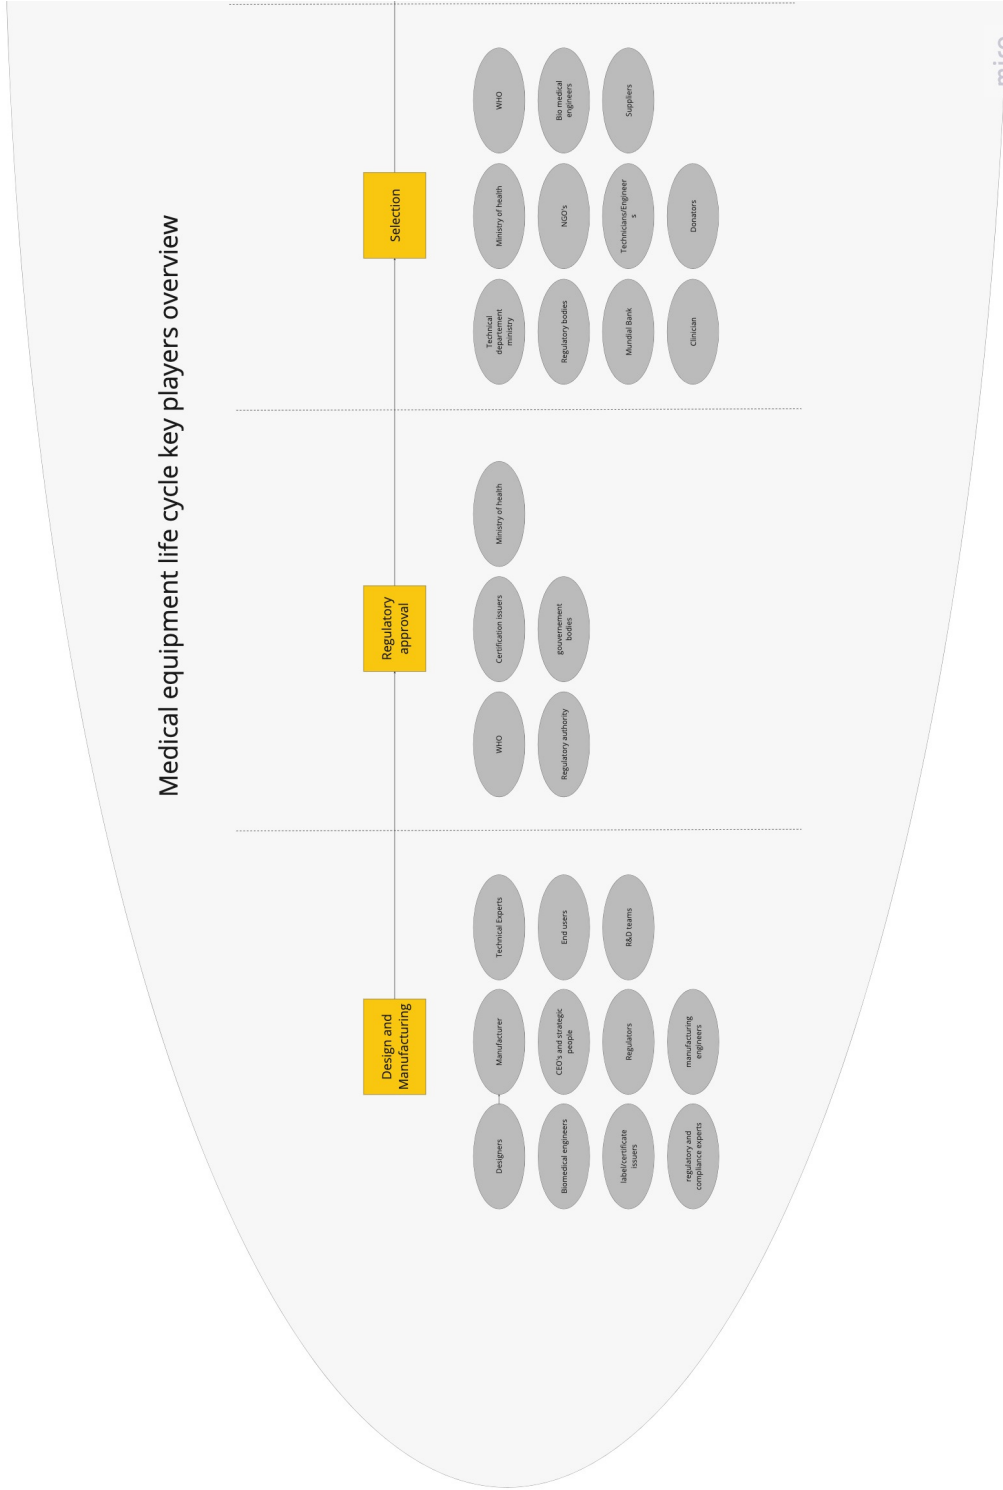 Medical equipment life cycle key players overview
Design and
Manufacturing
Designers
Manufacturer
Technical Experts
Biomedical engineers
CEO's and strategic
people
End users
label/certificate
issuers
Regulators
R&D teams
regulatory and
compliance experts
manufacturing
engineers
Regulatory
approval
WHO
Certification issuers
Ministry of health
Regulatory authority
gouvernement
bodies
Selection
Technical
departement
ministry
Ministry of health
WHO
Regulatory bodies
NGO's
Bio medical
engineers
Mundial Bank
Technicians/Engineer
s
Suppliers
Clinician
Donators
miro